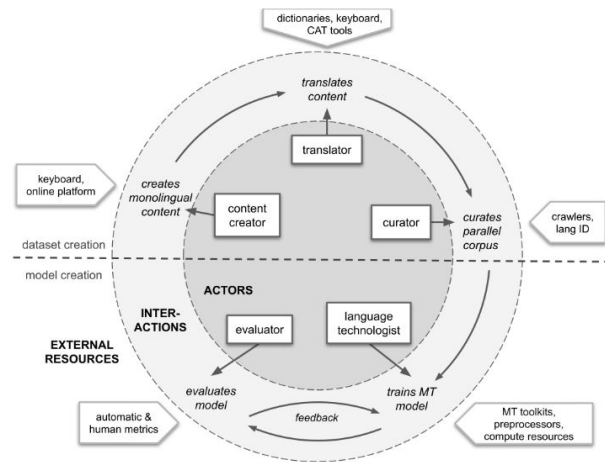 dictionaries, keyboard,
CAT tools
translates
content
translator
keyboard,
online platform
creates
monolingual
content
content
creator
curator
curates
parallel
corpus
crawlers,
lang ID
dataset creation
model creation
ACTORS
INTER-
ACTIONS
EXTERNAL
RESOURCES
evaluator
language
technologist
evaluates
model
feedback
trains MT
model
automatic &
human metrics
MT toolkits,
preprocessors,
compute resources